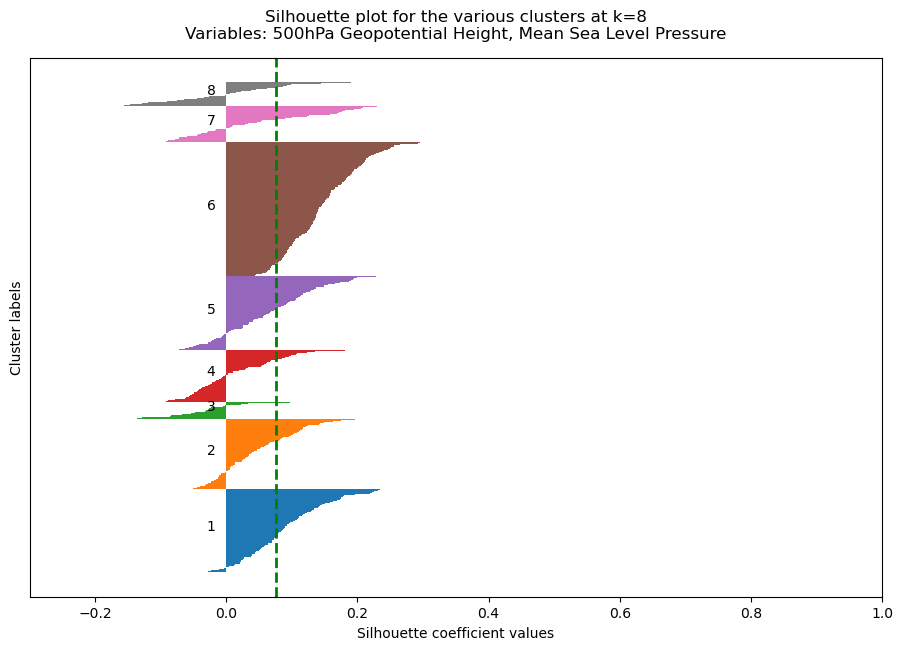 Silhouette plot for the various clusters at k=8
Variables: 500hPa Geopotential Height, Mean Sea Level Pressure
Cluster labels
8
7
6
5
4
3
2
1
−0.2 0.0 0.2 0.4 0.6 0.8 1.0
Silhouette coefficient values